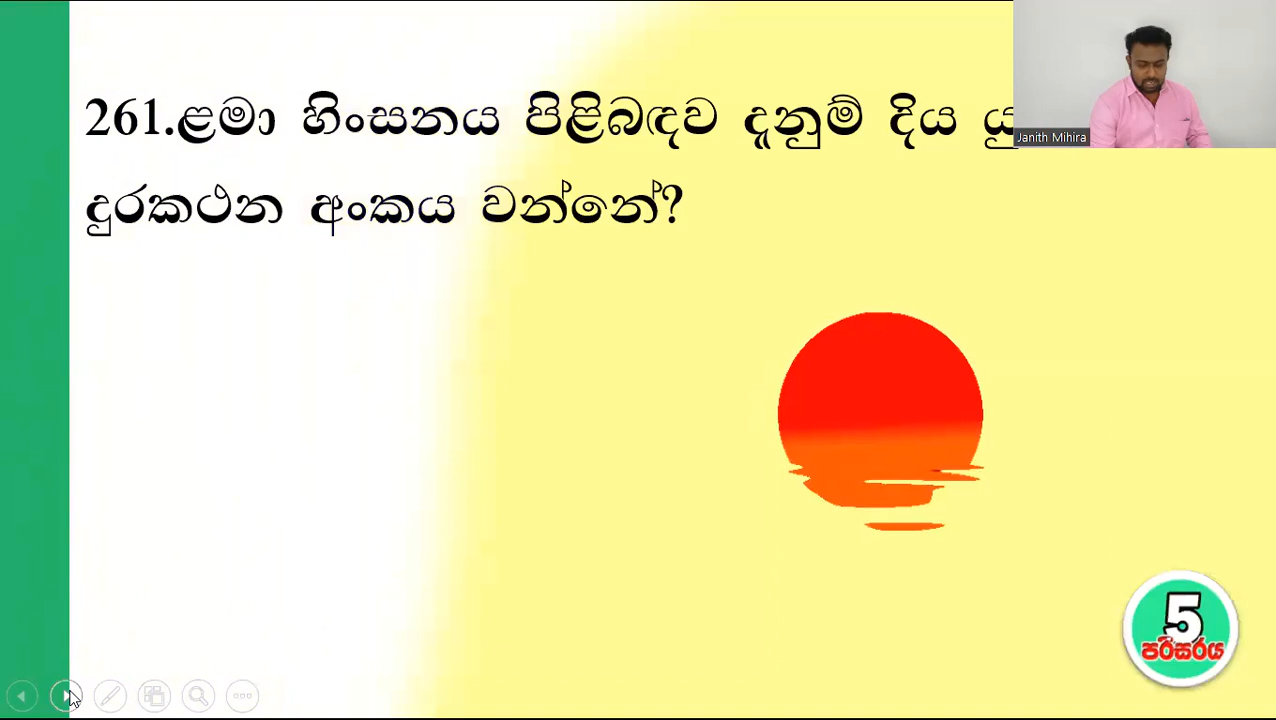 261.ළමා හිංසනය පිළිබඳව දැනුම් දිය යු
දුරකථන අංකය වන්නේ?
Janith Mihira
5
පරිසරය